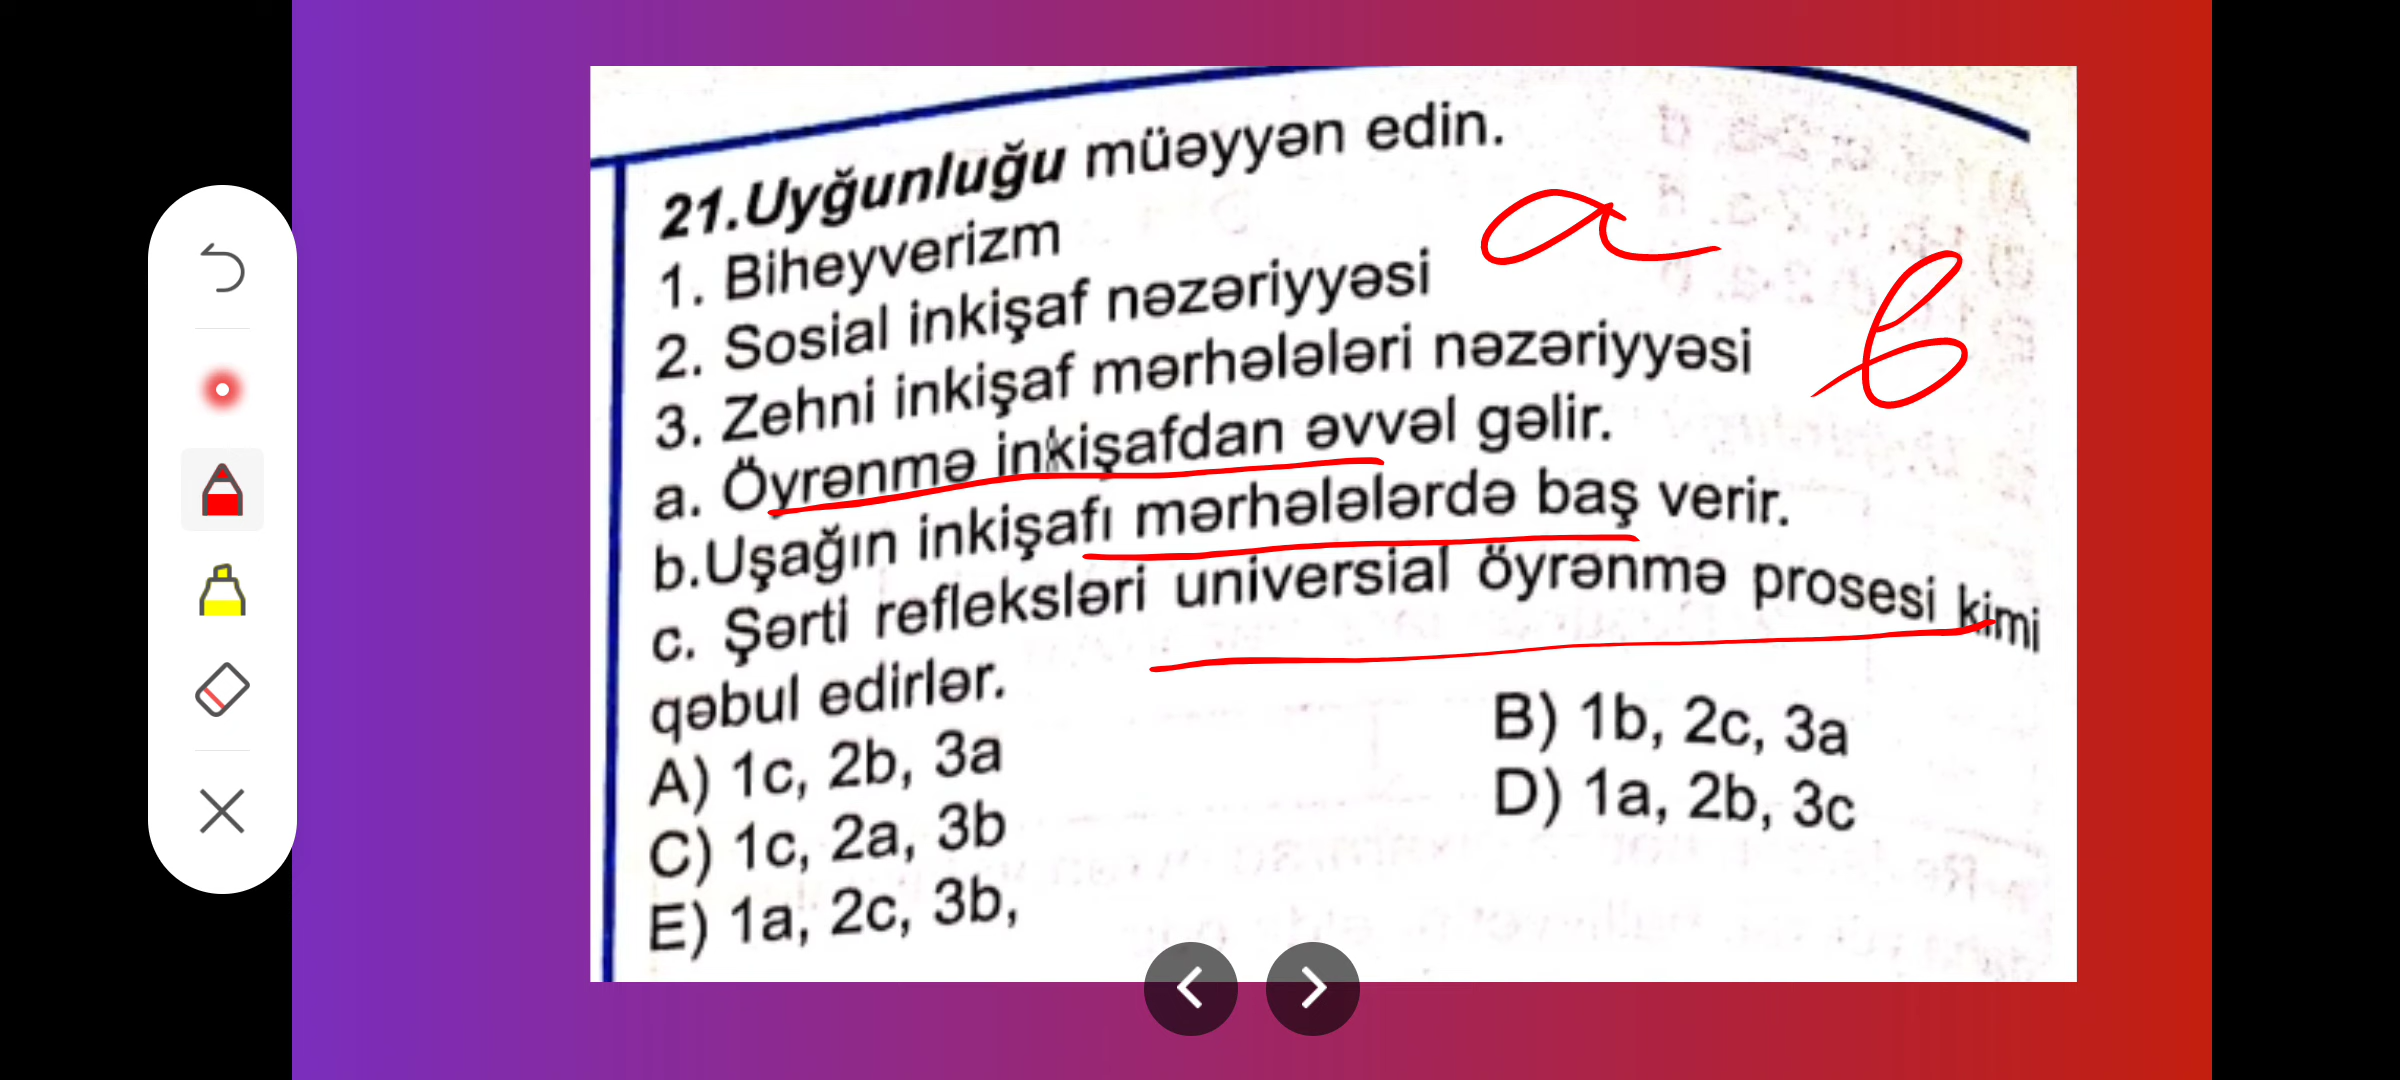 21.Uyğunluğu müəyyən edin.
1. Biheyverizm
2. Sosial inkişaf nəzəriyyəsi a
3. Zehni inkişaf mərhələləri nəzəriyyəsi b
a. Öyrənmə inkişafdan əvvəl gəlir.
b.Uşağın inkişafı mərhələlərdə baş verir.
c. Şərti refleksləri universial öyrənmə prosesi kimi
qəbul edirlər.
A) 1c, 2b, 3a
B) 1b, 2c, 3a
C) 1c, 2a, 3b
D) 1a, 2b, 3c
E) 1a, 2c, 3b,